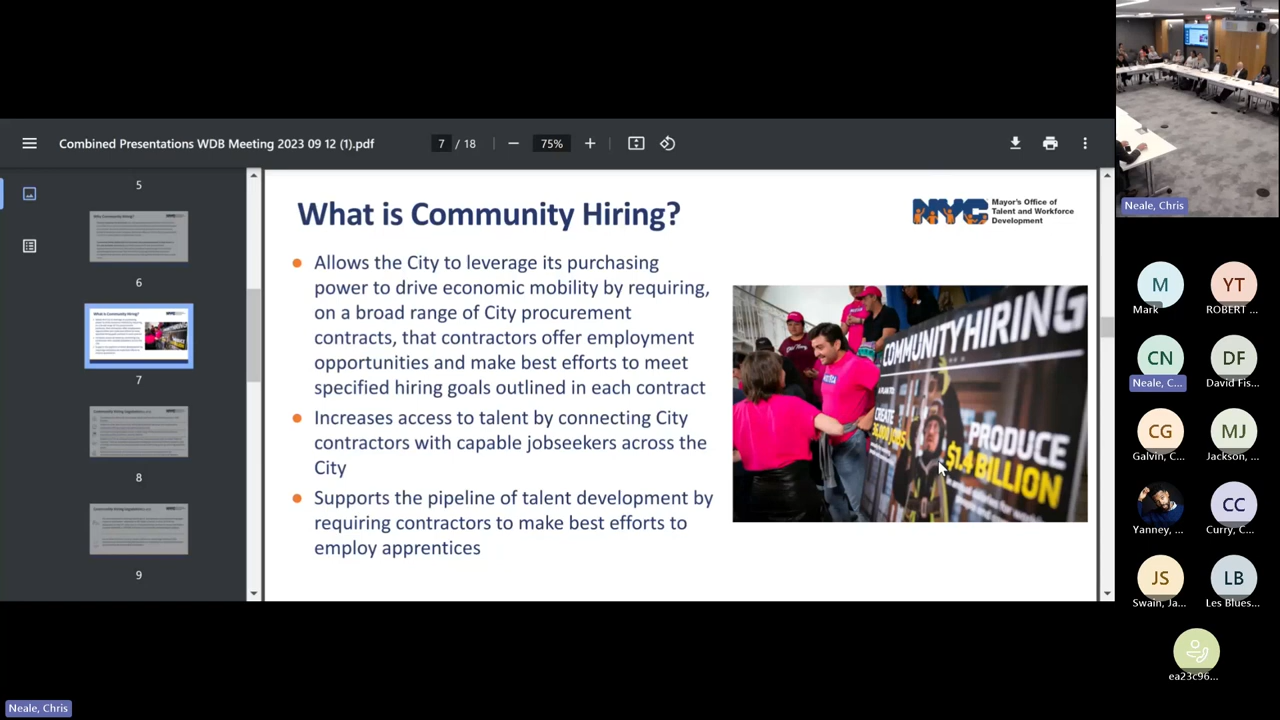 Combined Presentations WDB Meeting 2023 09 12 (1).pdf
7 / 18
75%
5
6
7
8
9
What is Community Hiring?
NYC
Mayor's Office of
Talent and Workforce
Development
Allows the City to leverage its purchasing
power to drive economic mobility by requiring,
on a broad range of City procurement
contracts, that contractors offer employment
opportunities and make best efforts to meet
specified hiring goals outlined in each contract
Increases access to talent by connecting City
contractors with capable jobseekers across the
City
Supports the pipeline of talent development by
requiring contractors to make best efforts to
employ apprentices
COMMUNITY HIRING
A PLAN TO
CREATE
PRODUCE
$1.4 BILLION
Neale, Chris
M
Mark
YT
ROBERT ...
CN
Neale, C...
DF
David Fis...
CG
Galvin, C...
MJ
Jackson, ...
Yanney, ...
CC
Curry, C...
JS
Swain, Ja...
LB
Les Blues...
ea23c96...
Neale, Chris